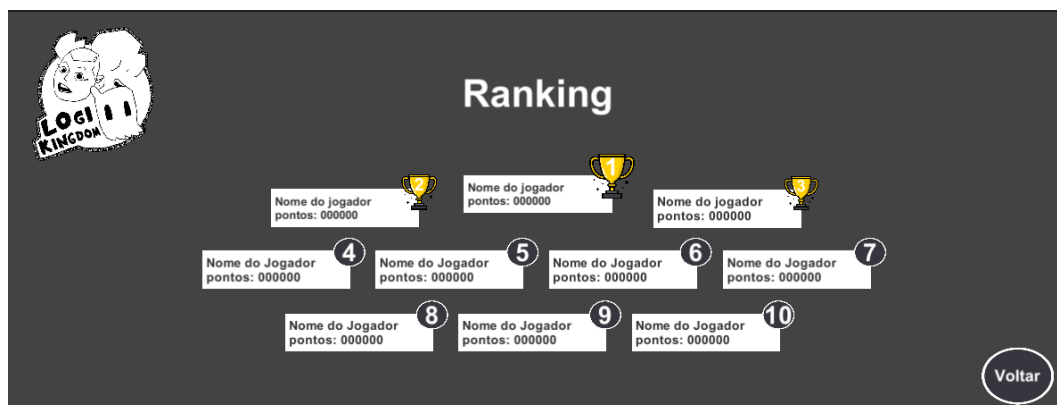 LOGI
KINGDOM
Ranking
1
Nome do jogador
pontos: 000000
2
Nome do jogador
pontos: 000000
3
Nome do jogador
pontos: 000000
4
Nome do Jogador
pontos: 000000
5
Nome do Jogador
pontos: 000000
6
Nome do Jogador
pontos: 000000
7
Nome do Jogador
pontos: 000000
8
Nome do Jogador
pontos: 000000
9
Nome do Jogador
pontos: 000000
10
Nome do Jogador
pontos: 000000
Voltar